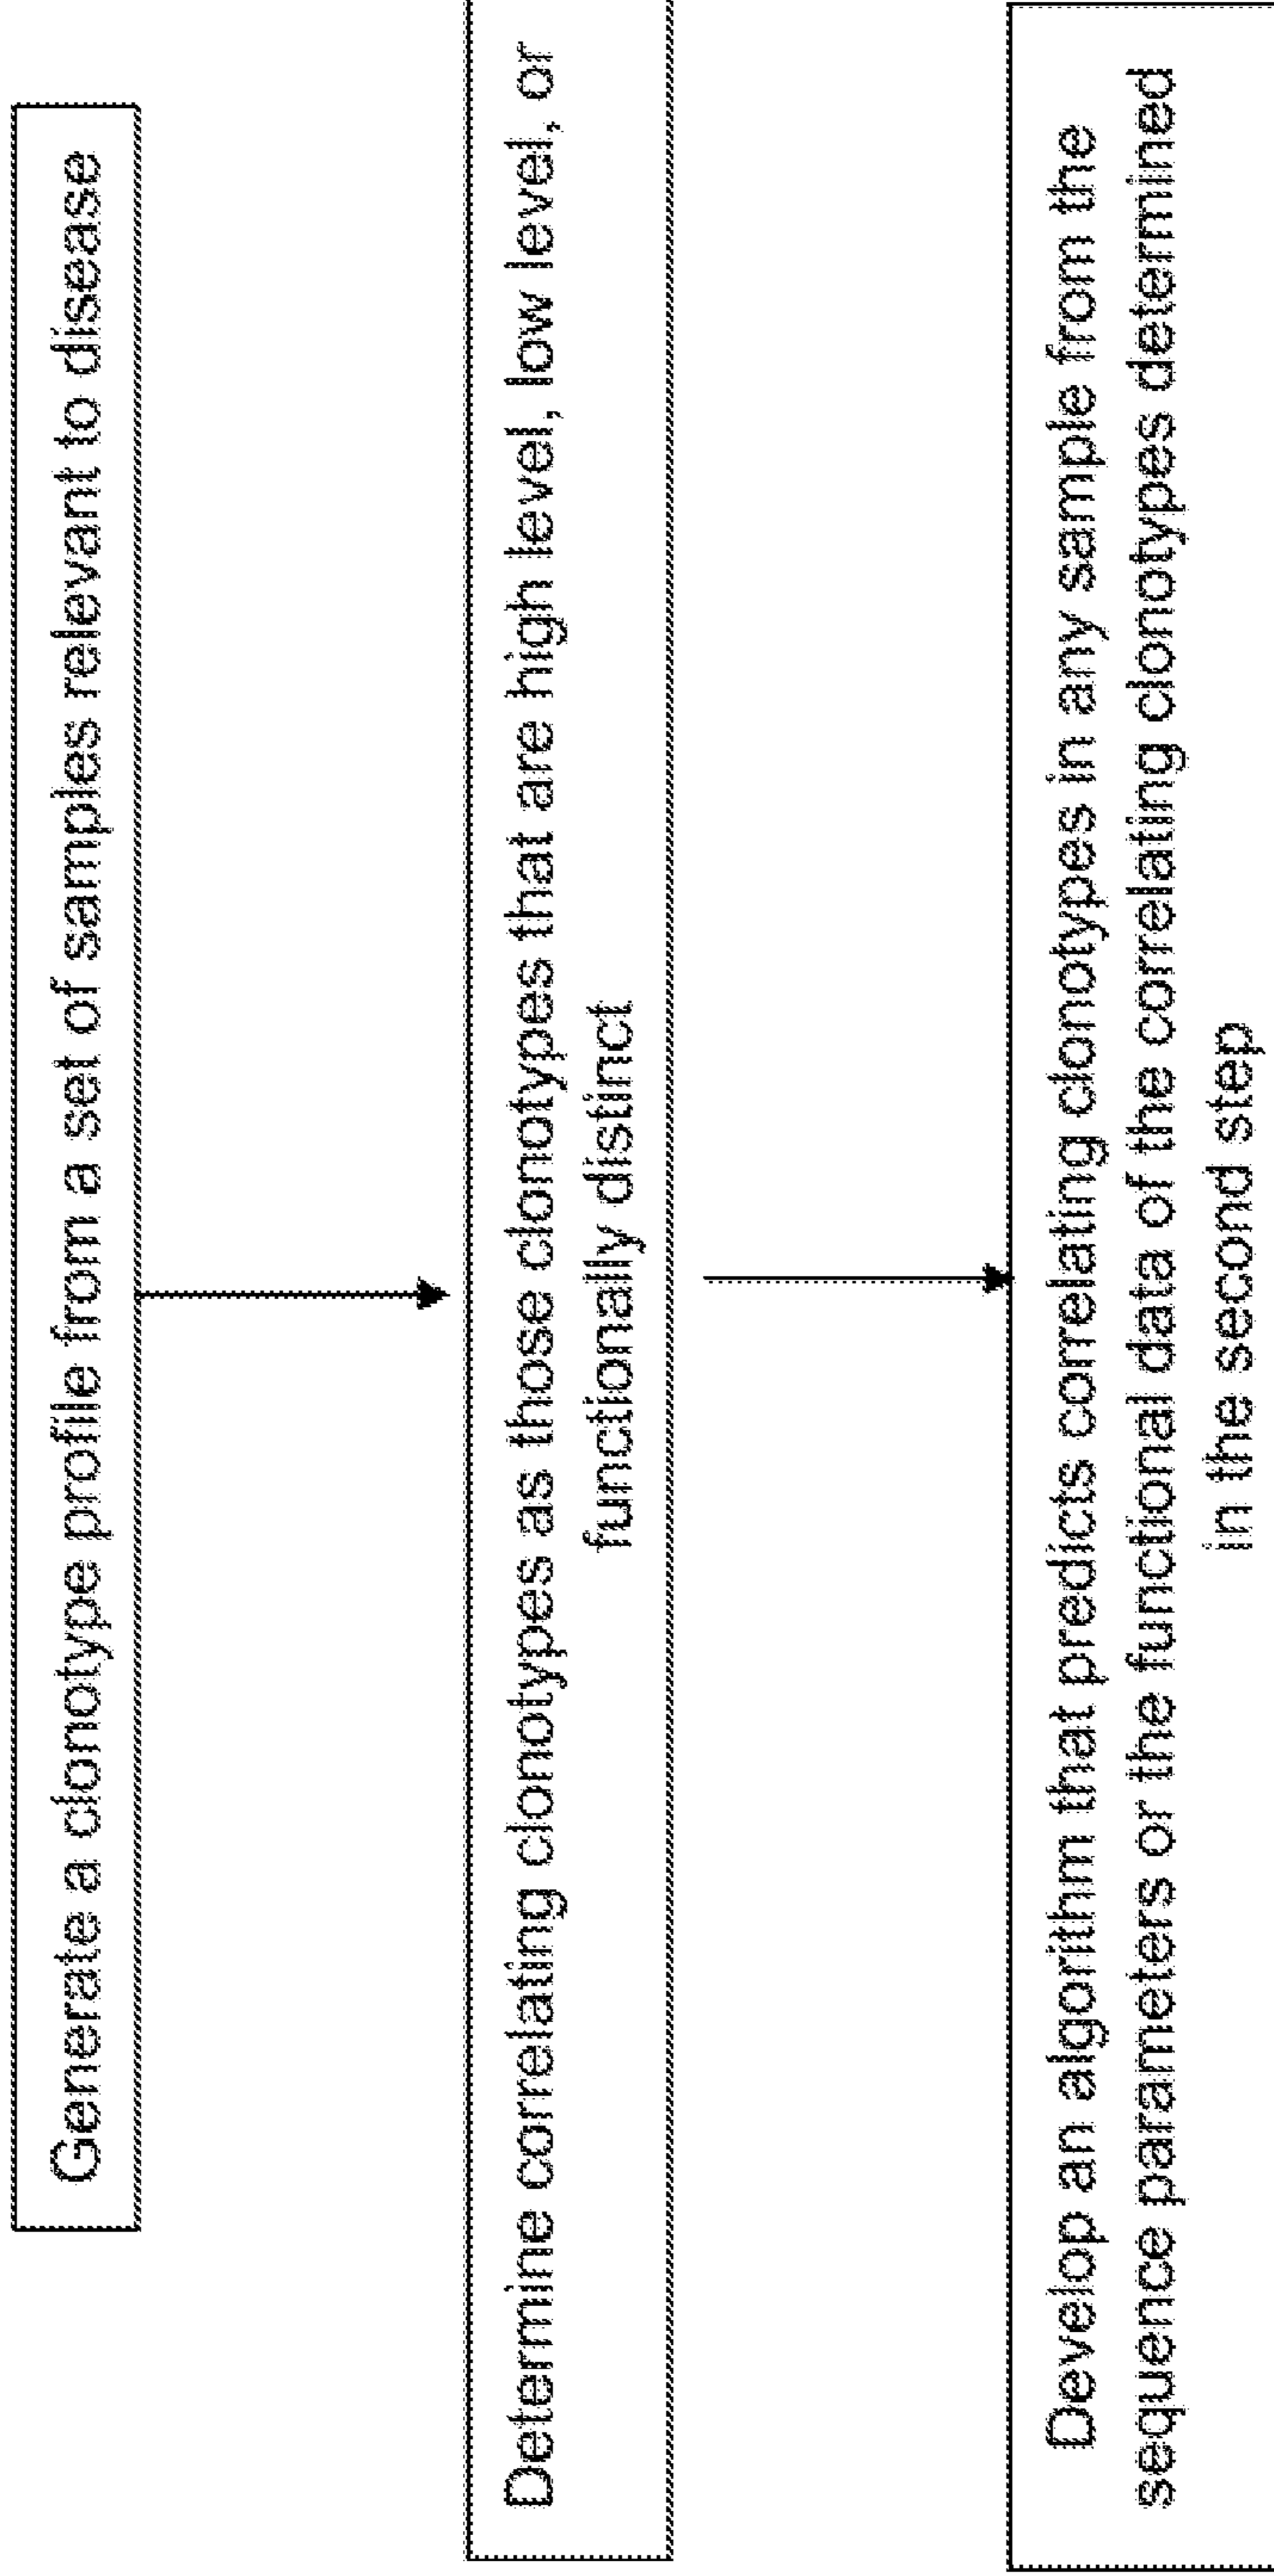 Generate a clonotype profile from a set of samples relevant to disease
Determine correlating clonotypes as those clonotypes that are high level, low level, or
functionally distinct
Develop an algorithm that predicts correlating clonotypes in any sample from the
sequence parameters or the functional data of the correlating clonotypes determined
in the second step